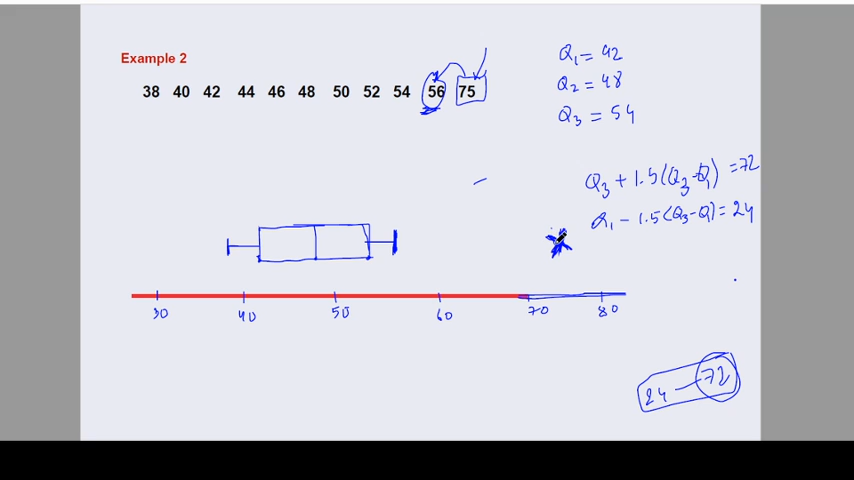 Example 2
38 40 42 44 46 48 50 52 54 56 75
Q₁ = 42
Q₂ = 48
Q₃ = 54
Q₃ + 1.5(Q₃ - Q₁) = 72
Q₁ - 1.5(Q₃ - Q₁) = 24
30 40 50 60 70 80
24 — 72